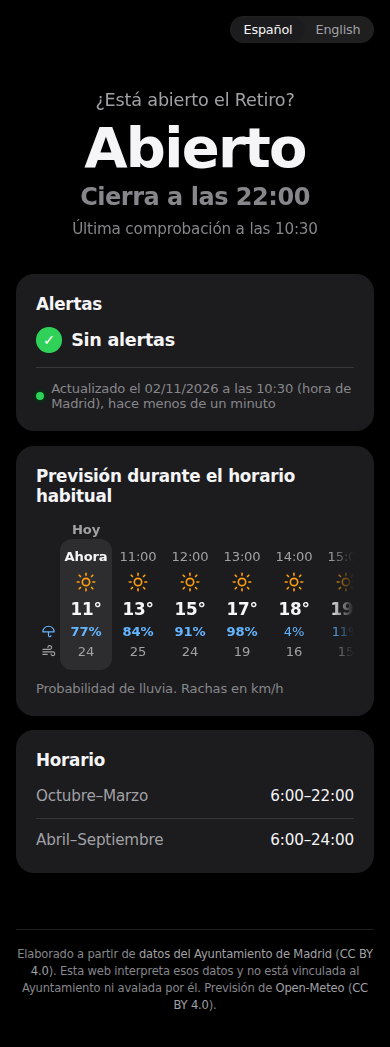 Español English
¿Está abierto el Retiro?
Abierto
Cierra a las 22:00
Última comprobación a las 10:30
Alertas
Sin alertas
Actualizado el 02/11/2026 a las 10:30 (hora de
Madrid), hace menos de un minuto
Previsión durante el horario
habitual
Hoy
Ahora 11:00 12:00 13:00 14:00
11° 13° 15° 17° 18°
77% 84% 91% 98% 4%
24 25 24 19 16
Probabilidad de lluvia. Rachas en km/h
Horario
Octubre–Marzo 6:00–22:00
Abril–Septiembre 6:00–24:00
Elaborado a partir de datos del Ayuntamiento de Madrid (CC BY
4.0). Esta web interpreta esos datos y no está vinculada al
Ayuntamiento ni avalada por él. Previsión de Open-Meteo (CC
BY 4.0).